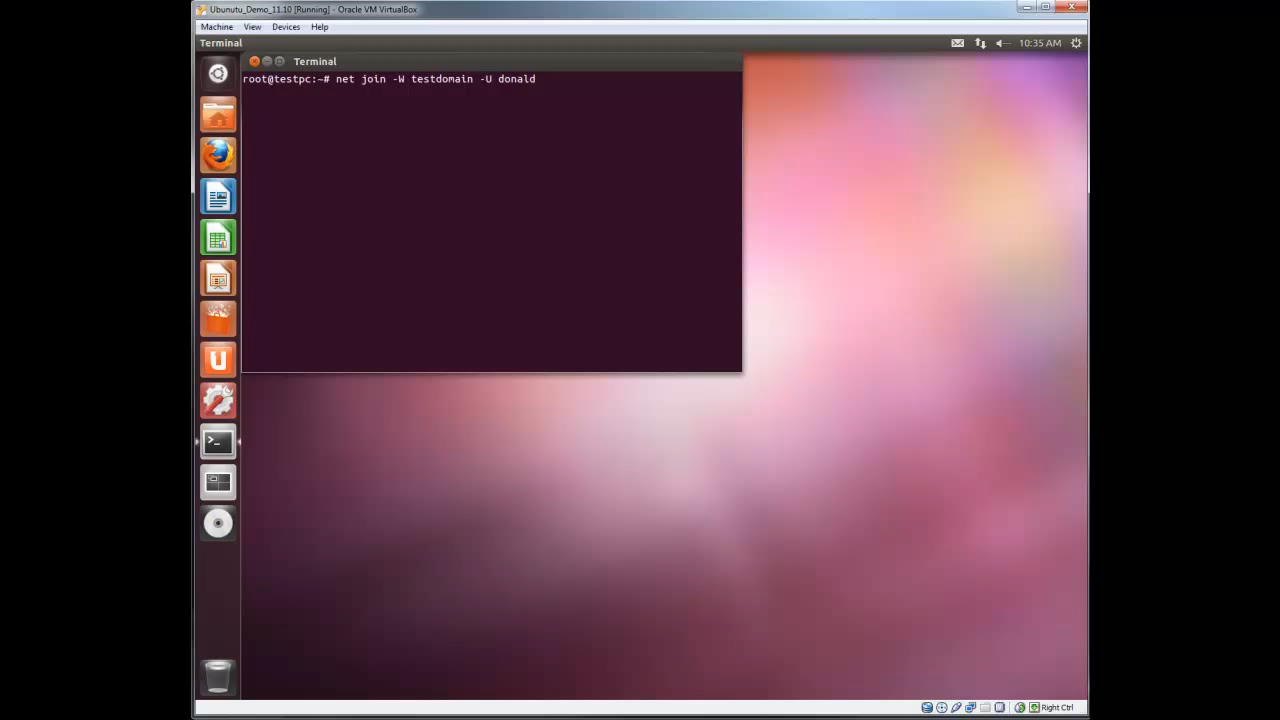 Ubunutu_Demo_11.10 [Running] - Oracle VM VirtualBox
Machine View Devices Help
Terminal 10:35 AM
Terminal
root@testpc:~# net join -W testdomain -U donald
Right Ctrl